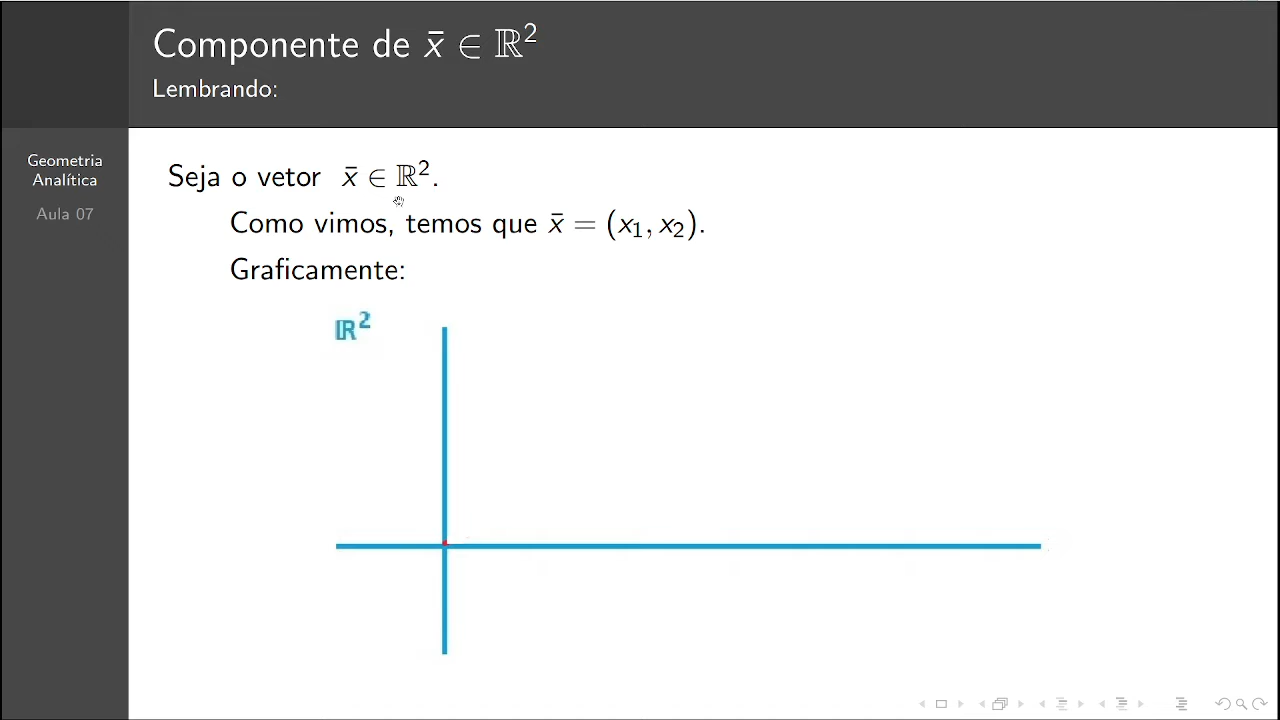 Componente de x̄ ∈ ℝ²
Lembrando:
Geometria
Analítica
Aula 07
Seja o vetor x̄ ∈ ℝ².
Como vimos, temos que x̄ = (x₁, x₂).
Graficamente:
ℝ²